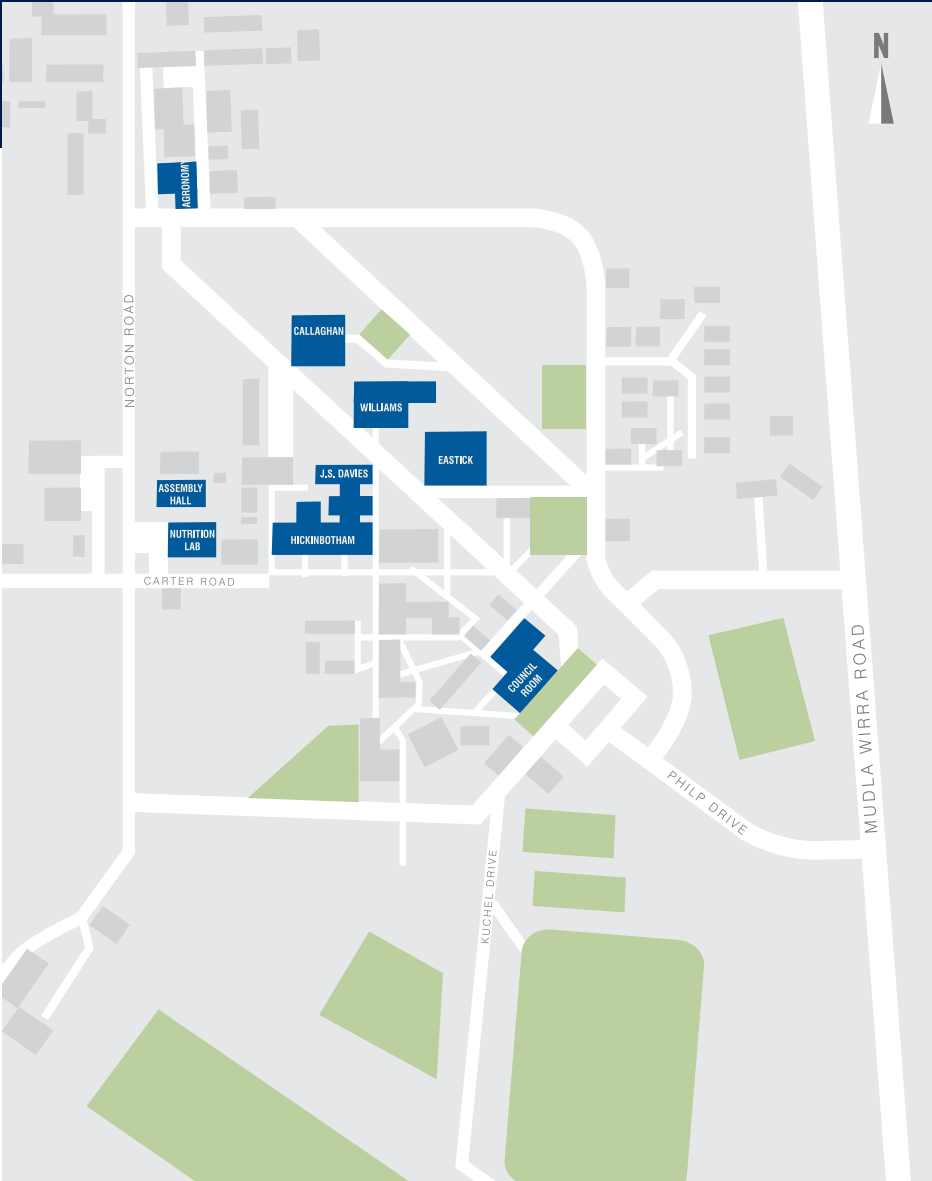 N
AGRONOMY
NORTON ROAD
CALLAGHAN
WILLIAMS
EASTICK
J.S. DAVIES
ASSEMBLY
HALL
NUTRITION
LAB
HICKINBOTHAM
CARTER ROAD
COUNCIL
ROOM
MUDLA WIRRA ROAD
PHILP DRIVE
KUCHEL DRIVE